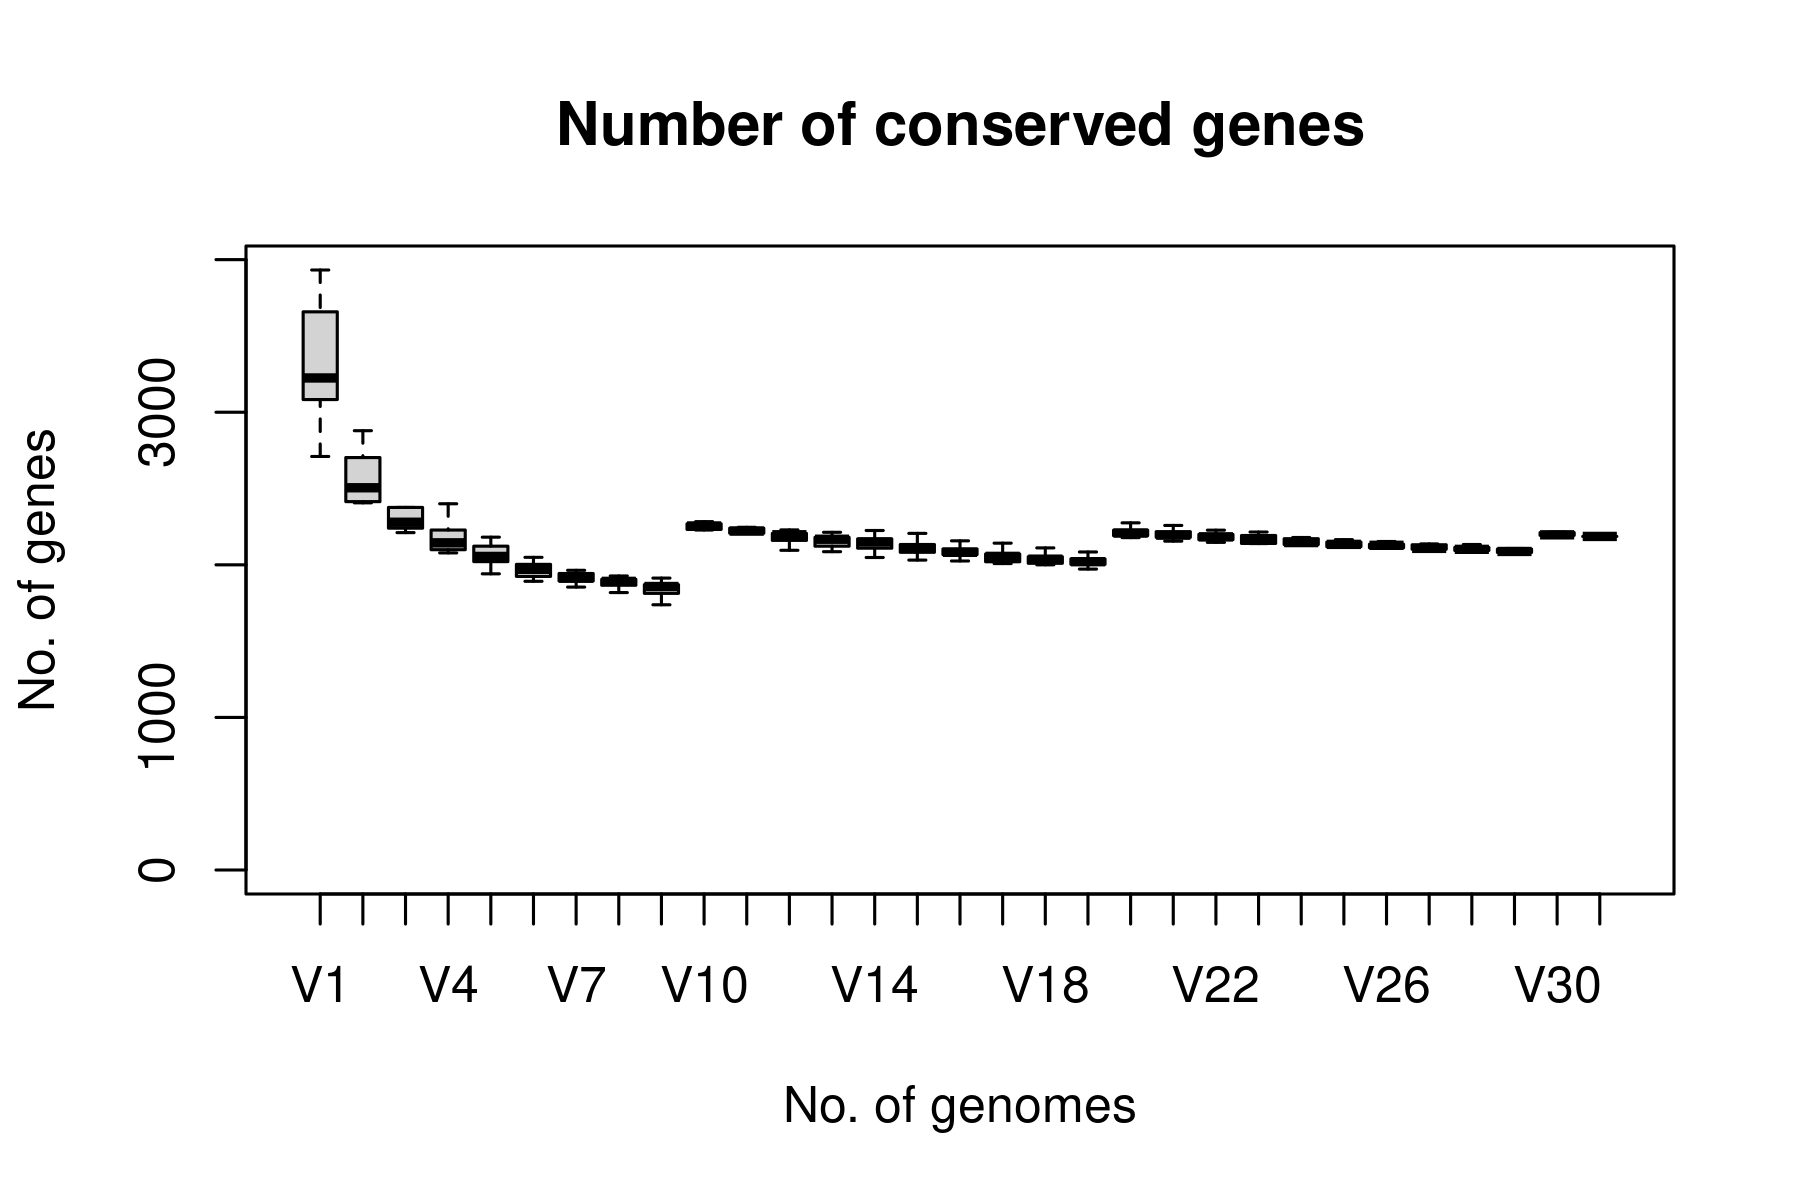 Number of conserved genes
No. of genes
3000
1000
0
V1 V4 V7 V10 V14 V18 V22 V26 V30
No. of genomes